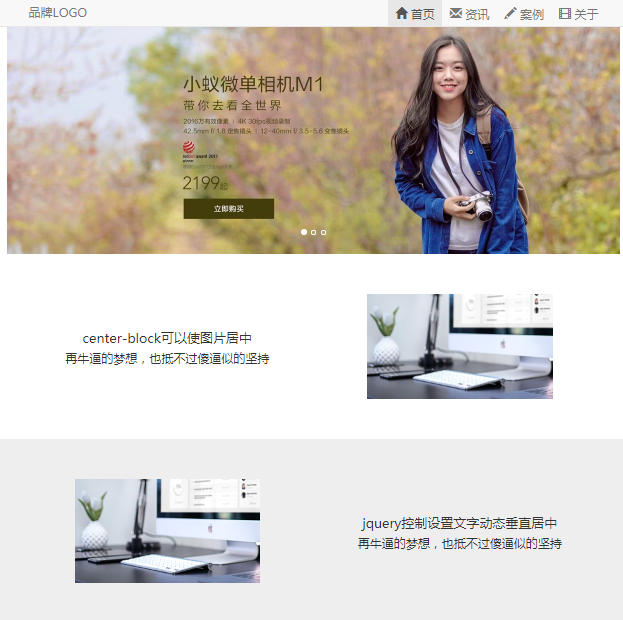 品牌LOGO
首页 资讯 案例 关于
小蚁微单相机M1
带你去看全世界
2016万有效像素 | 4K 30fps视频录制
42.5mm f/1.8 定焦镜头 | 12-40mm f/3.5-5.6 变焦镜头
reddot award 2017
winner
2199起
立即购买
center-block可以使图片居中
再牛逼的梦想，也抵不过傻逼似的坚持
jquery控制设置文字动态垂直居中
再牛逼的梦想，也抵不过傻逼似的坚持